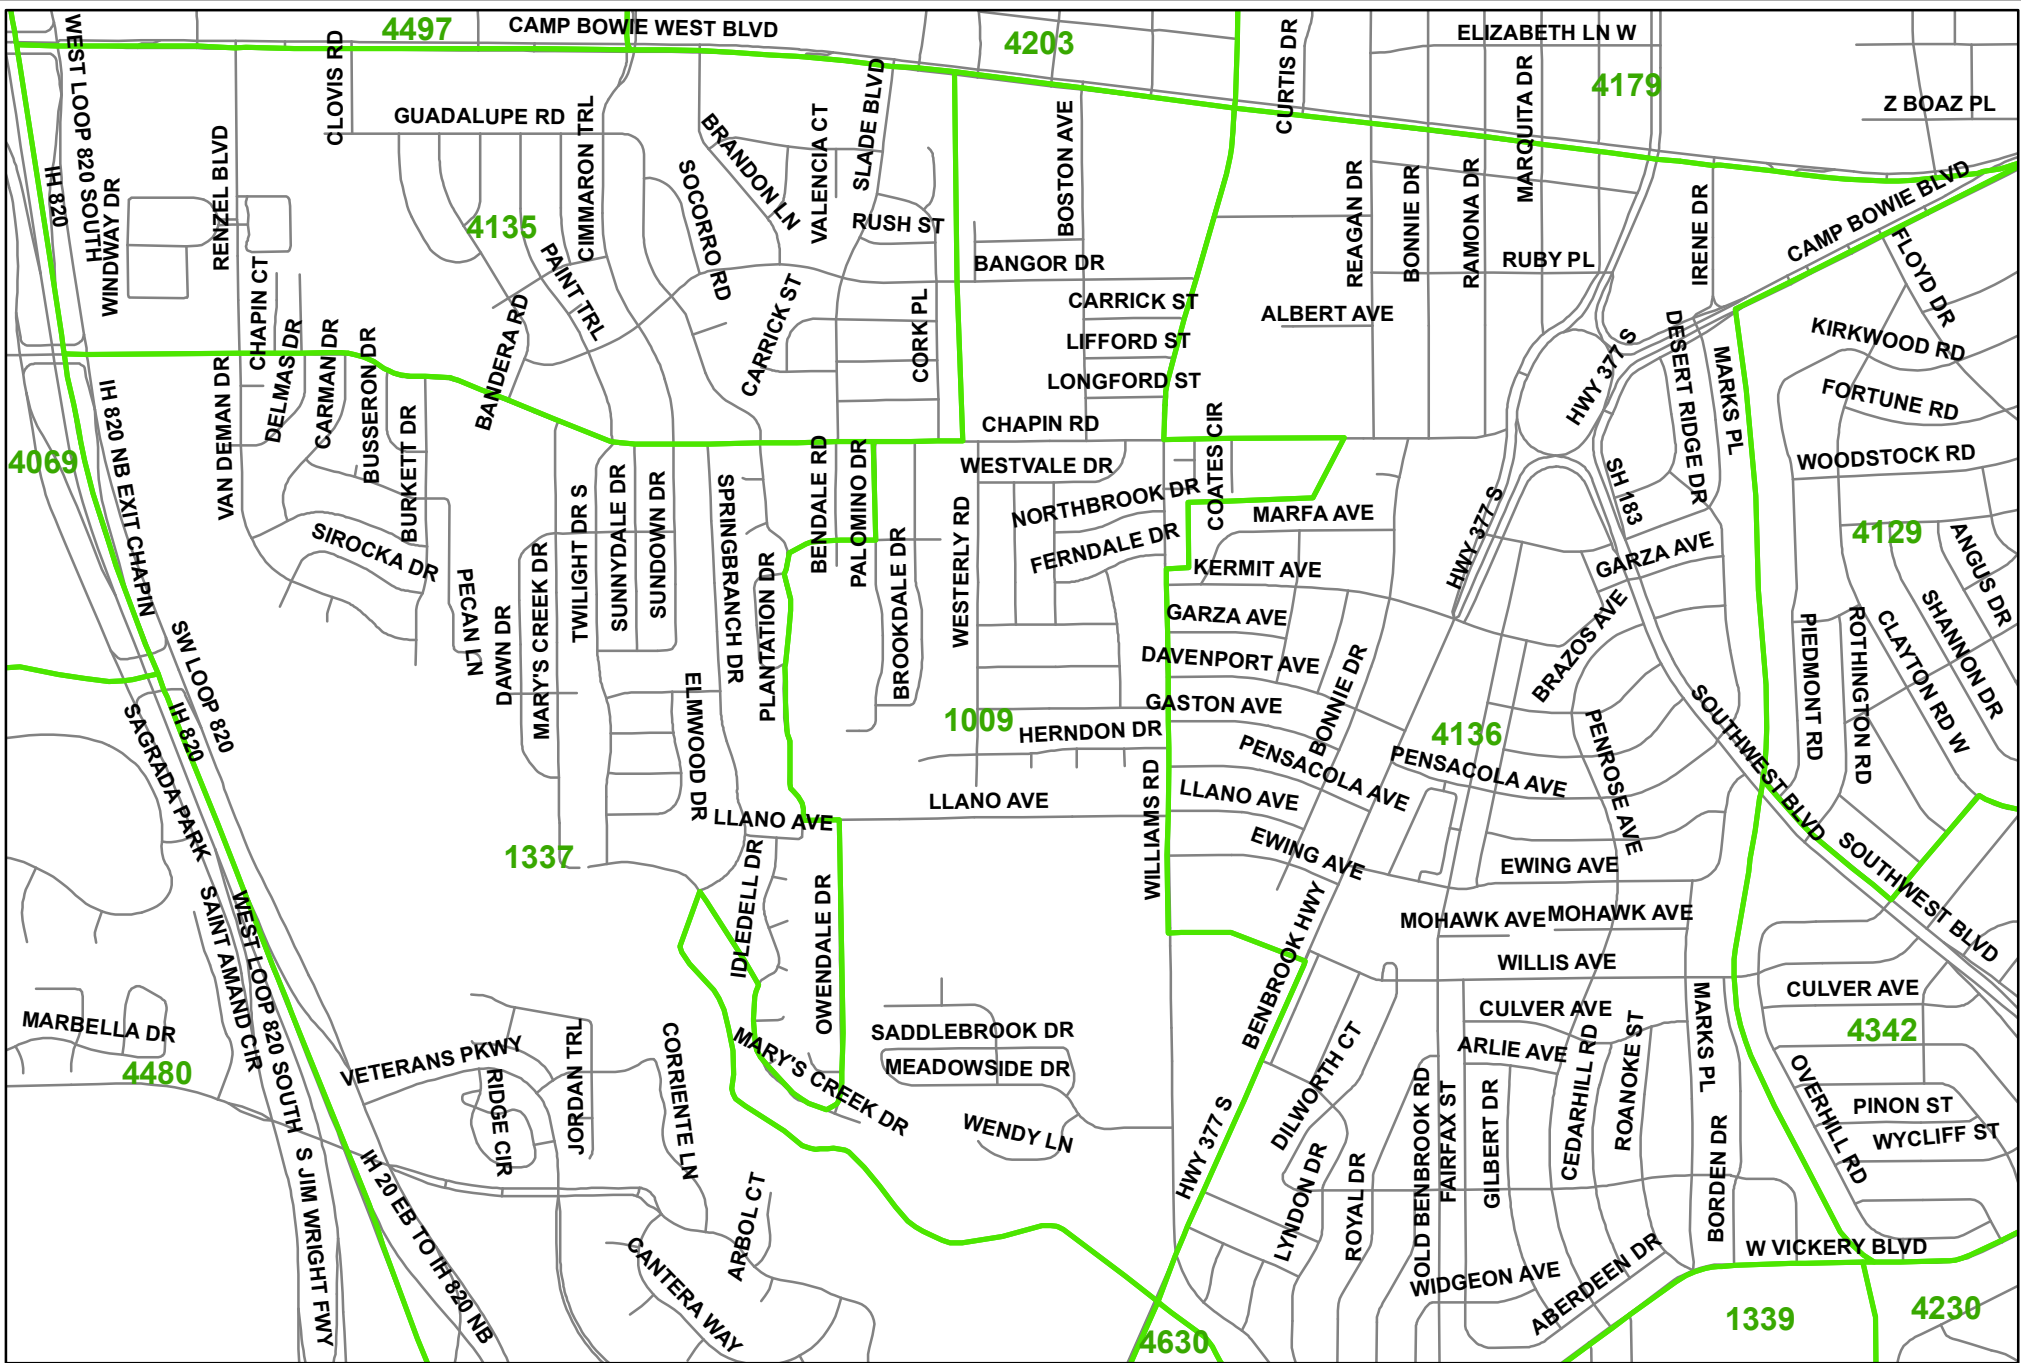 4497
CAMP BOWIE WEST BLVD
4203
ELIZABETH LN W
4179
Z BOAZ PL
WEST LOOP 820 SOUTH
CLOVIS RD
GUADALUPE RD
CIMMARON TRL
BRANDON LN
VALENCIA CT
SLADE BLVD
BOSTON AVE
CURTIS DR
MARQUITA DR
IH 820
WINDWAY DR
RENZEL BLVD
4135
SOCORRO RD
RUSH ST
REAGAN DR
BONNIE DR
RAMONA DR
IRENE DR
CAMP BOWIE BLVD
FLOYD DR
BANGOR DR
RUBY PL
CHAPIN CT
PAINT TRL
CARRICK ST
CARRICK ST
ALBERT AVE
DELMAS DR
CARMAN DR
BUSSERON DR
BANDERA RD
CORK PL
LIFFORD ST
LONGFORD ST
HWY 377 S
DESERT RIDGE DR
MARKS PL
KIRKWOOD RD
FORTUNE RD
WOODSTOCK RD
4069
IH 820 NB EXIT CHAPIN
VAN DEMAN DR
BURKETT DR
CHAPIN RD
COATES CIR
WESTVALE DR
NORTHBROOK DR
FERNDALE DR
MARFA AVE
KERMIT AVE
HWY 377 S
SH 183
GARZA AVE
4129
ANGUS DR
SIROCKA DR
PECAN LN
DAWN DR
MARY'S CREEK DR
TWILIGHT DR S
SUNNYDALE DR
SUNDOWN DR
SPRINGBRANCH DR
PLANTATION DR
BENDALE RD
PALOMINO DR
BROOKDALE DR
WESTERLY RD
GARZA AVE
DAVENPORT AVE
GASTON AVE
BONNIE DR
BRAZOS AVE
PIEDMONT RD
ROTHINGTON RD
CLAYTON RD W
SHANNON DR
SW LOOP 820
IH 820
SAGRADA PARK
ELMWOOD DR
1009
HERNDON DR
4136
PENSACOLA AVE
PENSACOLA AVE
PENROSE AVE
SOUTHWEST BLVD
LLANO AVE
LLANO AVE
LLANO AVE
WILLIAMS RD
1337
IDLEDELL DR
OWENDALE DR
EWING AVE
EWING AVE
SOUTHWEST BLVD
SAINT AMAND CIR
WEST LOOP 820 SOUTH
MOHAWK AVE
MOHAWK AVE
WILLIS AVE
BENBROOK HWY
CULVER AVE
CULVER AVE
4342
MARBELLA DR
4480
VETERANS PKWY
RIDGE CIR
JORDAN TRL
CORRIENTE LN
MARY'S CREEK DR
SADDLEBROOK DR
MEADOWSIDE DR
WENDY LN
DILWORTH CT
ARLIE AVE
CEDARHILL RD
ROANOKE ST
MARKS PL
OVERHILL RD
PINON ST
WYCLIFF ST
S JIM WRIGHT FWY
IH 20 EB TO IH 820 NB
ARBOL CT
CANTERA WAY
HWY 377 S
LYNDON DR
ROYAL DR
OLD BENBROOK RD
FAIRFAX ST
GILBERT DR
BORDEN DR
W VICKERY BLVD
WIDGEON AVE
ABERDEEN DR
4630
1339
4230